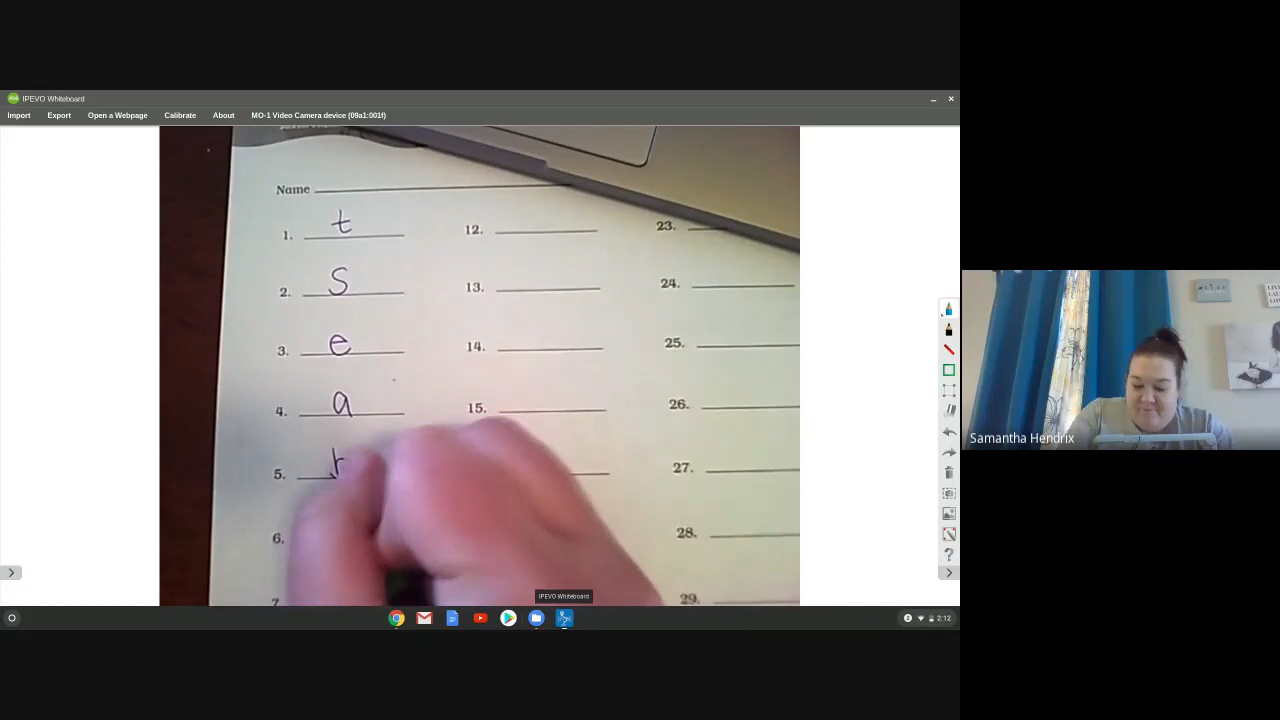 IPEVO Whiteboard
Import Export Open a Webpage Calibrate About MO-1 Video Camera device (09a1:001f)
Name
1. t
2. s
3. e
4. a
5.
6.
7
12.
13.
14.
15.
23.
24.
25.
26.
27.
28.
29.
IPEVO Whiteboard
2:12
Samantha Hendrix